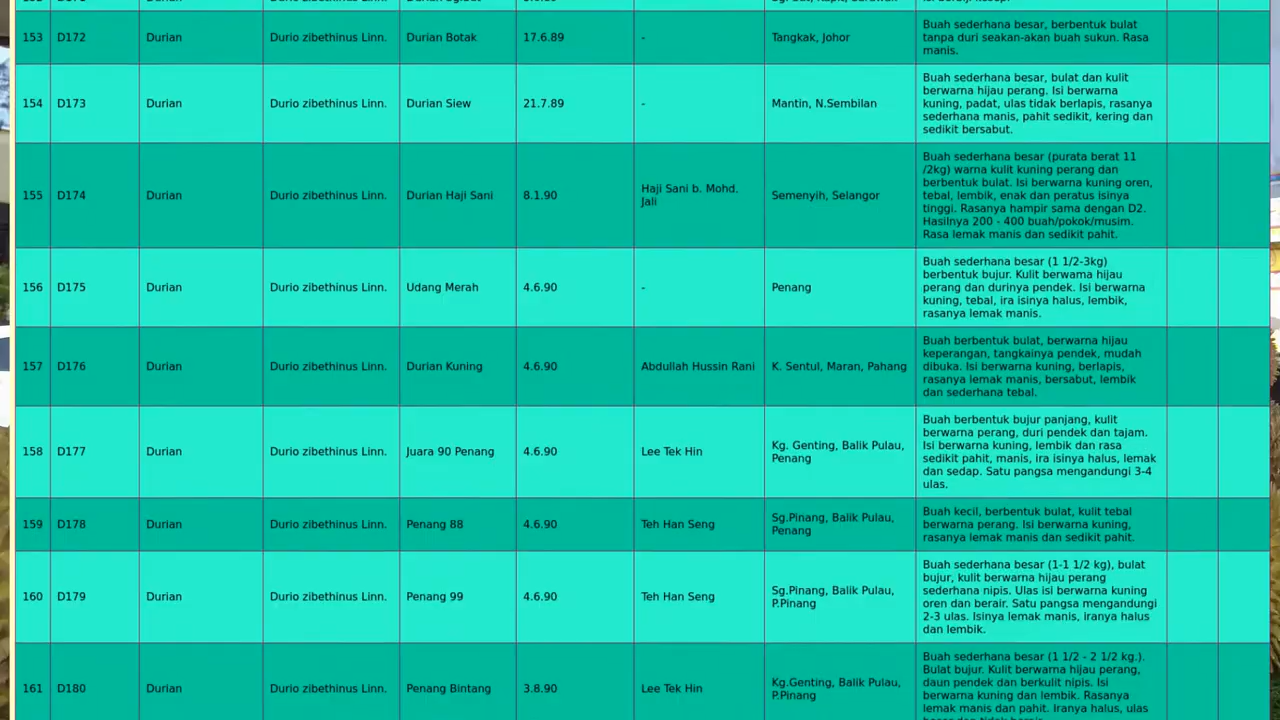 153 D172 Durian Durio zibethinus Linn. Durian Botak 17.6.89 - Tangkak, Johor
Buah sederhana besar, berbentuk bulat
tanpa duri seakan-akan buah sukun. Rasa
manis.
154 D173 Durian Durio zibethinus Linn. Durian Siew 21.7.89 - Mantin, N.Sembilan
Buah sederhana besar, bulat dan kulit
berwarna hijau perang. Isi berwarna
kuning, padat, ulas tidak berlapis, rasanya
sederhana manis, pahit sedikit, kering dan
sedikit bersabut.
155 D174 Durian Durio zibethinus Linn. Durian Haji Sani 8.1.90
Haji Sani b. Mohd.
Jali
Semenyih, Selangor
Buah sederhana besar (purata berat 11
/2kg) warna kulit kuning perang dan
berbentuk bulat. Isi berwarna kuning oren,
tebal, lembik, enak dan peratus isinya
tinggi. Rasanya hampir sama dengan D2.
Hasilnya 200 - 400 buah/pokok/musim.
Rasa lemak manis dan sedikit pahit.
156 D175 Durian Durio zibethinus Linn. Udang Merah 4.6.90 - Penang
Buah sederhana besar (1 1/2-3kg)
berbentuk bujur. Kulit berwama hijau
perang dan durinya pendek. Isi berwarna
kuning, tebal, ira isinya halus, lembik,
rasanya lemak manis.
157 D176 Durian Durio zibethinus Linn. Durian Kuning 4.6.90 Abdullah Hussin Rani K. Sentul, Maran, Pahang
Buah berbentuk bulat, berwarna hijau
keperangan, tangkainya pendek, mudah
dibuka. Isi berwarna kuning, berlapis,
rasanya lemak manis, bersabut, lembik
dan sederhana tebal.
158 D177 Durian Durio zibethinus Linn. Juara 90 Penang 4.6.90 Lee Tek Hin
Kg. Genting, Balik Pulau,
Penang
Buah berbentuk bujur panjang, kulit
berwarna perang, duri pendek dan tajam.
Isi berwarna kuning, lembik dan rasa
sedikit pahit, manis, ira isinya halus, lemak
dan sedap. Satu pangsa mengandungi 3-4
ulas.
159 D178 Durian Durio zibethinus Linn. Penang 88 4.6.90 Teh Han Seng
Sg.Pinang, Balik Pulau,
Penang
Buah kecil, berbentuk bulat, kulit tebal
berwarna perang. Isi berwarna kuning,
rasanya lemak manis dan sedikit pahit.
160 D179 Durian Durio zibethinus Linn. Penang 99 4.6.90 Teh Han Seng
Sg.Pinang, Balik Pulau,
P.Pinang
Buah sederhana besar (1-1 1/2 kg), bulat
bujur, kulit berwarna hijau perang
sederhana nipis. Ulas isi berwarna kuning
oren dan berair. Satu pangsa mengandungi
2-3 ulas. Isinya lemak manis, iranya halus
dan lembik.
161 D180 Durian Durio zibethinus Linn. Penang Bintang 3.8.90 Lee Tek Hin
Kg.Genting, Balik Pulau,
P.Pinang
Buah sederhana besar (1 1/2 - 2 1/2 kg.).
Bulat bujur. Kulit berwarna hijau perang,
daun pendek dan berkulit nipis. Isi
berwarna kuning dan lembik. Rasanya
lemak manis dan pahit. Iranya halus, ulas